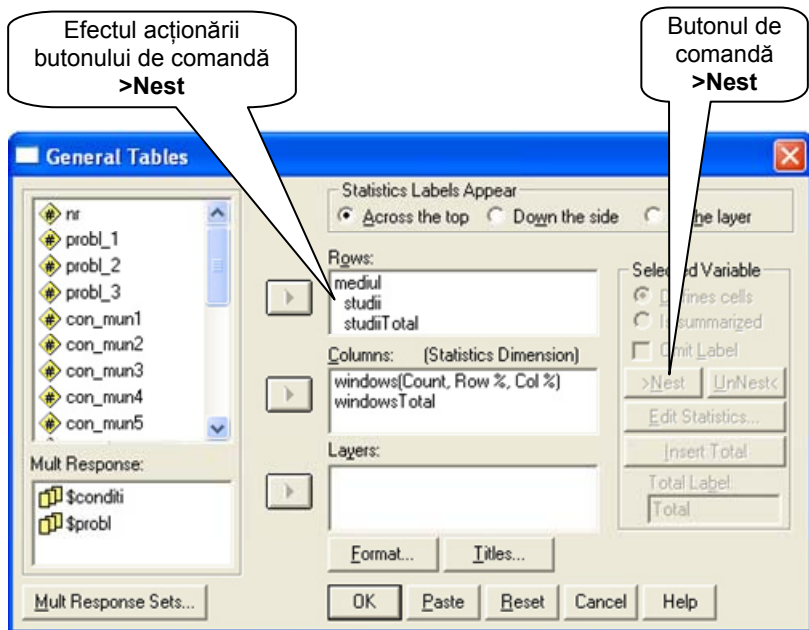 Efectul acționării
butonului de comandă
>Nest
Butonul de
comandă
>Nest
General Tables
nr
probl_1
probl_2
probl_3
con_mun1
con_mun2
con_mun3
con_mun4
con_mun5
Mult Response:
$conditi
$probl
Mult Response Sets...
Statistics Labels Appear
Across the top Down the side he layer
Rows:
mediul
studii
studiiTotal
Columns: (Statistics Dimension)
windows(Count, Row %, Col %)
windowsTotal
Layers:
Format... Titles...
OK Paste Reset Cancel Help
Selected Variable
Defines cells
Is summarized
Omit Label
>Nest UnNest<
Edit Statistics...
Insert Total
Total Label
Total